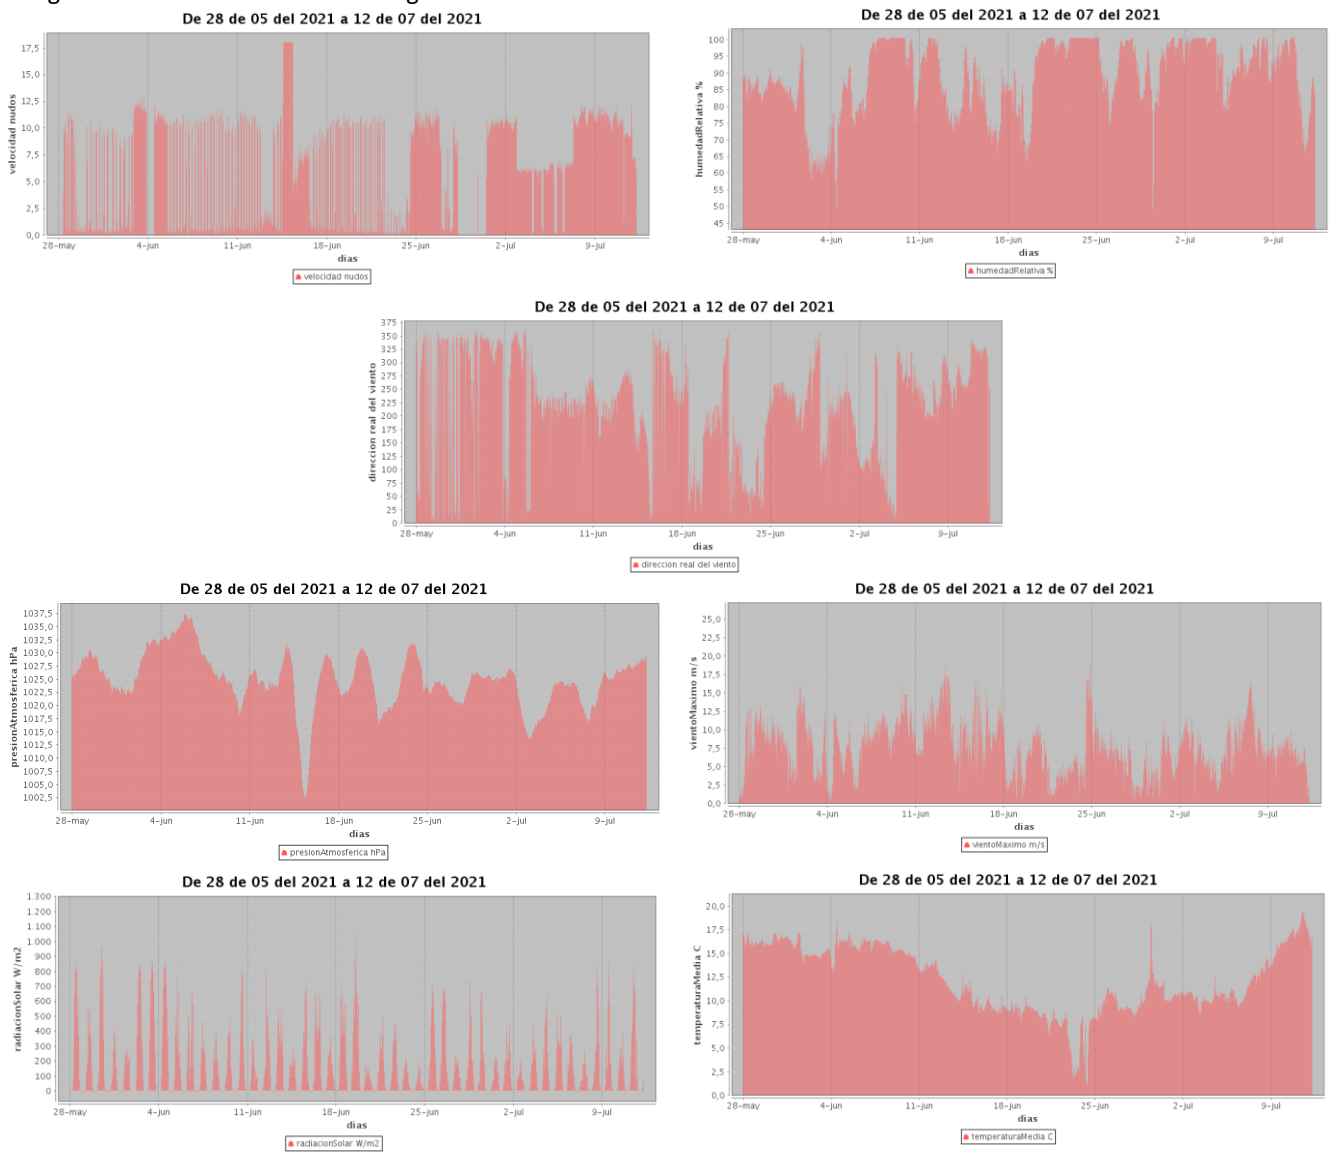 De 28 de 05 del 2021 a 12 de 07 del 2021
velocidad nudos
17,5
15,0
12,5
10,0
7,5
5,0
2,5
0,0
28-may 4-jun 11-jun 18-jun 25-jun 2-jul 9-jul
dias
velocidad nudos
De 28 de 05 del 2021 a 12 de 07 del 2021
humedadRelativa %
100
95
90
85
80
75
70
65
60
55
50
45
28-may 4-jun 11-jun 18-jun 25-jun 2-jul 9-jul
dias
humedadRelativa %
De 28 de 05 del 2021 a 12 de 07 del 2021
direccion real del viento
375
350
325
300
275
250
225
200
175
150
125
100
75
50
25
0
28-may 4-jun 11-jun 18-jun 25-jun 2-jul 9-jul
dias
direccion real del viento
De 28 de 05 del 2021 a 12 de 07 del 2021
presionAtmosferica hPa
1037,5
1035,0
1032,5
1030,0
1027,5
1025,0
1022,5
1020,0
1017,5
1015,0
1012,5
1010,0
1007,5
1005,0
1002,5
28-may 4-jun 11-jun 18-jun 25-jun 2-jul 9-jul
dias
presionAtmosferica hPa
De 28 de 05 del 2021 a 12 de 07 del 2021
vientoMaximo m/s
25,0
22,5
20,0
17,5
15,0
12,5
10,0
7,5
5,0
2,5
0,0
28-may 4-jun 11-jun 18-jun 25-jun 2-jul 9-jul
dias
vientoMaximo m/s
De 28 de 05 del 2021 a 12 de 07 del 2021
radiacionSolar W/m2
1.300
1.200
1.100
1.000
900
800
700
600
500
400
300
200
100
0
28-may 4-jun 11-jun 18-jun 25-jun 2-jul 9-jul
dias
radiacionSolar W/m2
De 28 de 05 del 2021 a 12 de 07 del 2021
temperaturaMedia C
20,0
17,5
15,0
12,5
10,0
7,5
5,0
2,5
0,0
28-may 4-jun 11-jun 18-jun 25-jun 2-jul 9-jul
dias
temperaturaMedia C